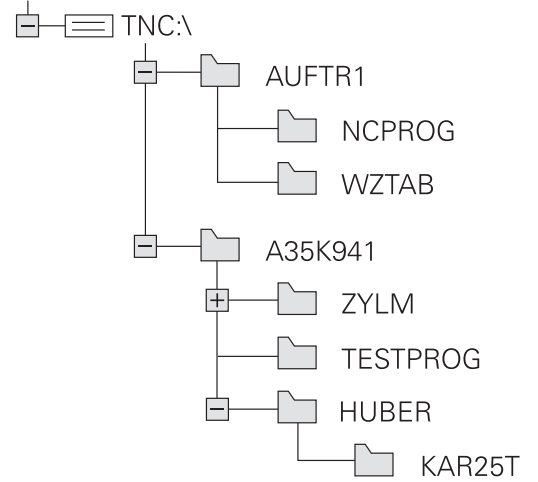 TNC:\
AUFTR1
NCPROG
WZTAB
A35K941
ZYLM
TESTPROG
HUBER
KAR25T